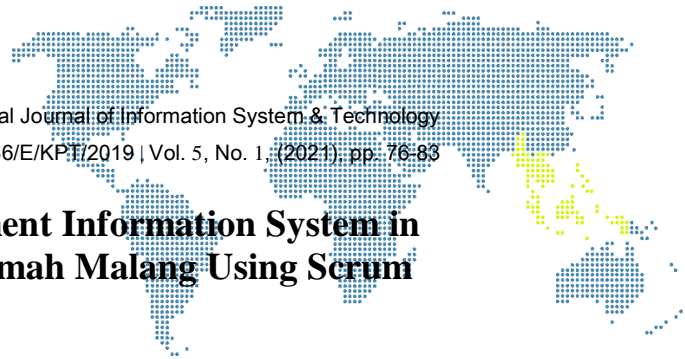 al Journal of Information System & Technology
6/E/KPT/2019 | Vol. 5, No. 1, (2021), pp. 76-83
ent Information System in
mah Malang Using Scrum